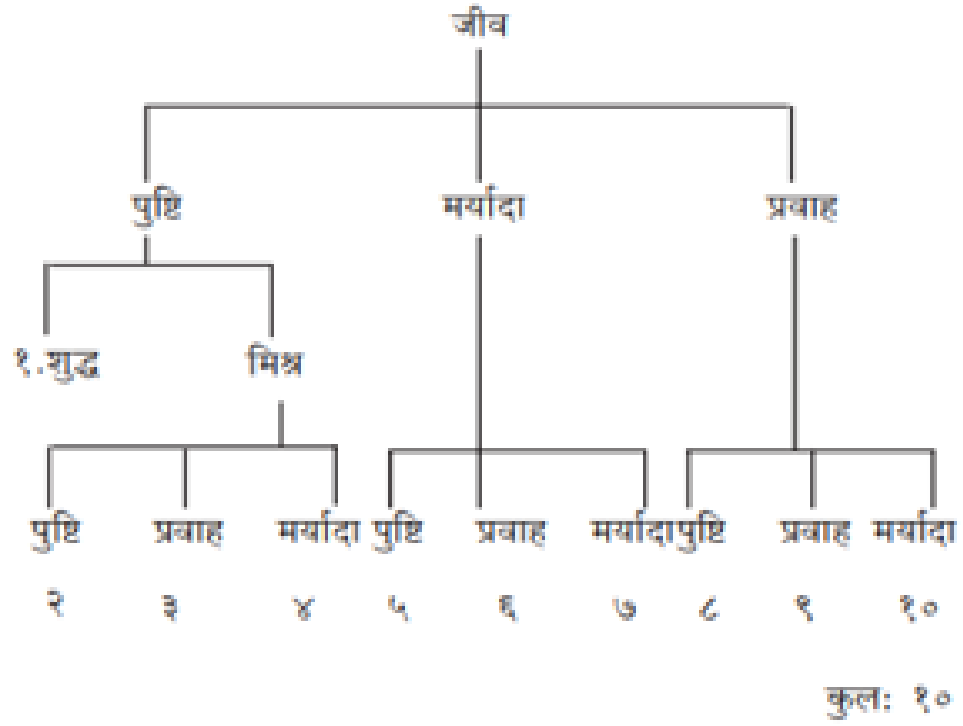 जीव
पुष्टि मर्यादा प्रवाह
१.शुद्ध मिश्र
पुष्टि प्रवाह मर्यादा पुष्टि प्रवाह मर्यादा पुष्टि प्रवाह मर्यादा
२ ३ ४ ५ ६ ७ ८ ९ १०
कुल: १०